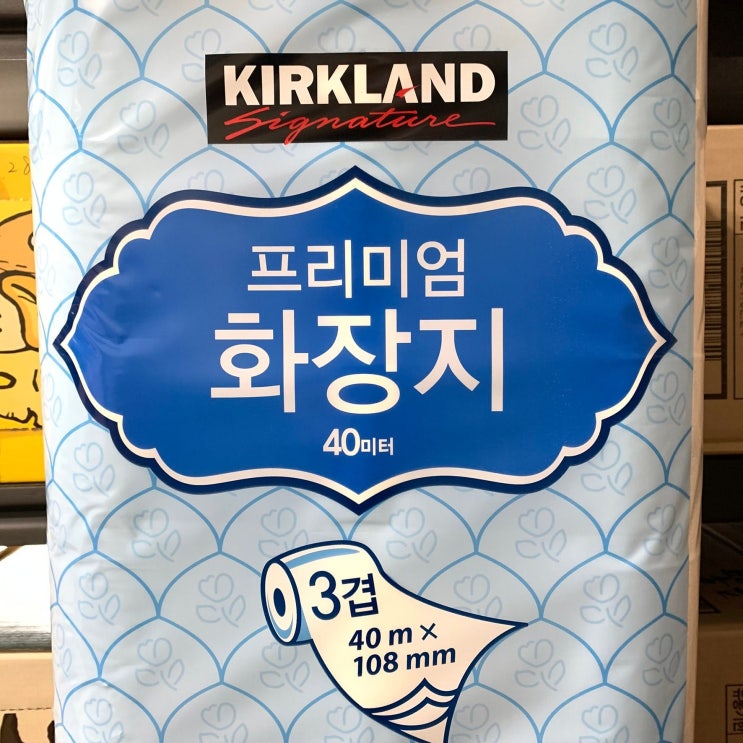 KIRKLAND
Signature
프리미엄
화장지
40미터
3겹
40 m ×
108 mm